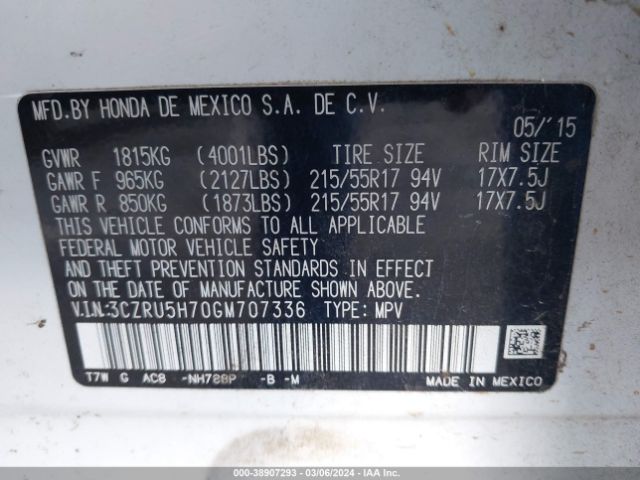 MFD.BY HONDA DE MEXICO S.A. DE C.V.
05/'15
GVWR 1815KG (4001LBS) TIRE SIZE RIM SIZE
GAWR F 965KG (2127LBS) 215/55R17 94V 17X7.5J
GAWR R 850KG (1873LBS) 215/55R17 94V 17X7.5J
THIS VEHICLE CONFORMS TO ALL APPLICABLE
FEDERAL MOTOR VEHICLE SAFETY
AND THEFT PREVENTION STANDARDS IN EFFECT
ON THE DATE OF MANUFACTURE SHOWN ABOVE.
V.I.N:3CZRU5H70GM707336 TYPE: MPV
T7W G AC8 -NH788P -B -M MADE IN MEXICO
000-38907293 - 03/06/2024 - IAA Inc.